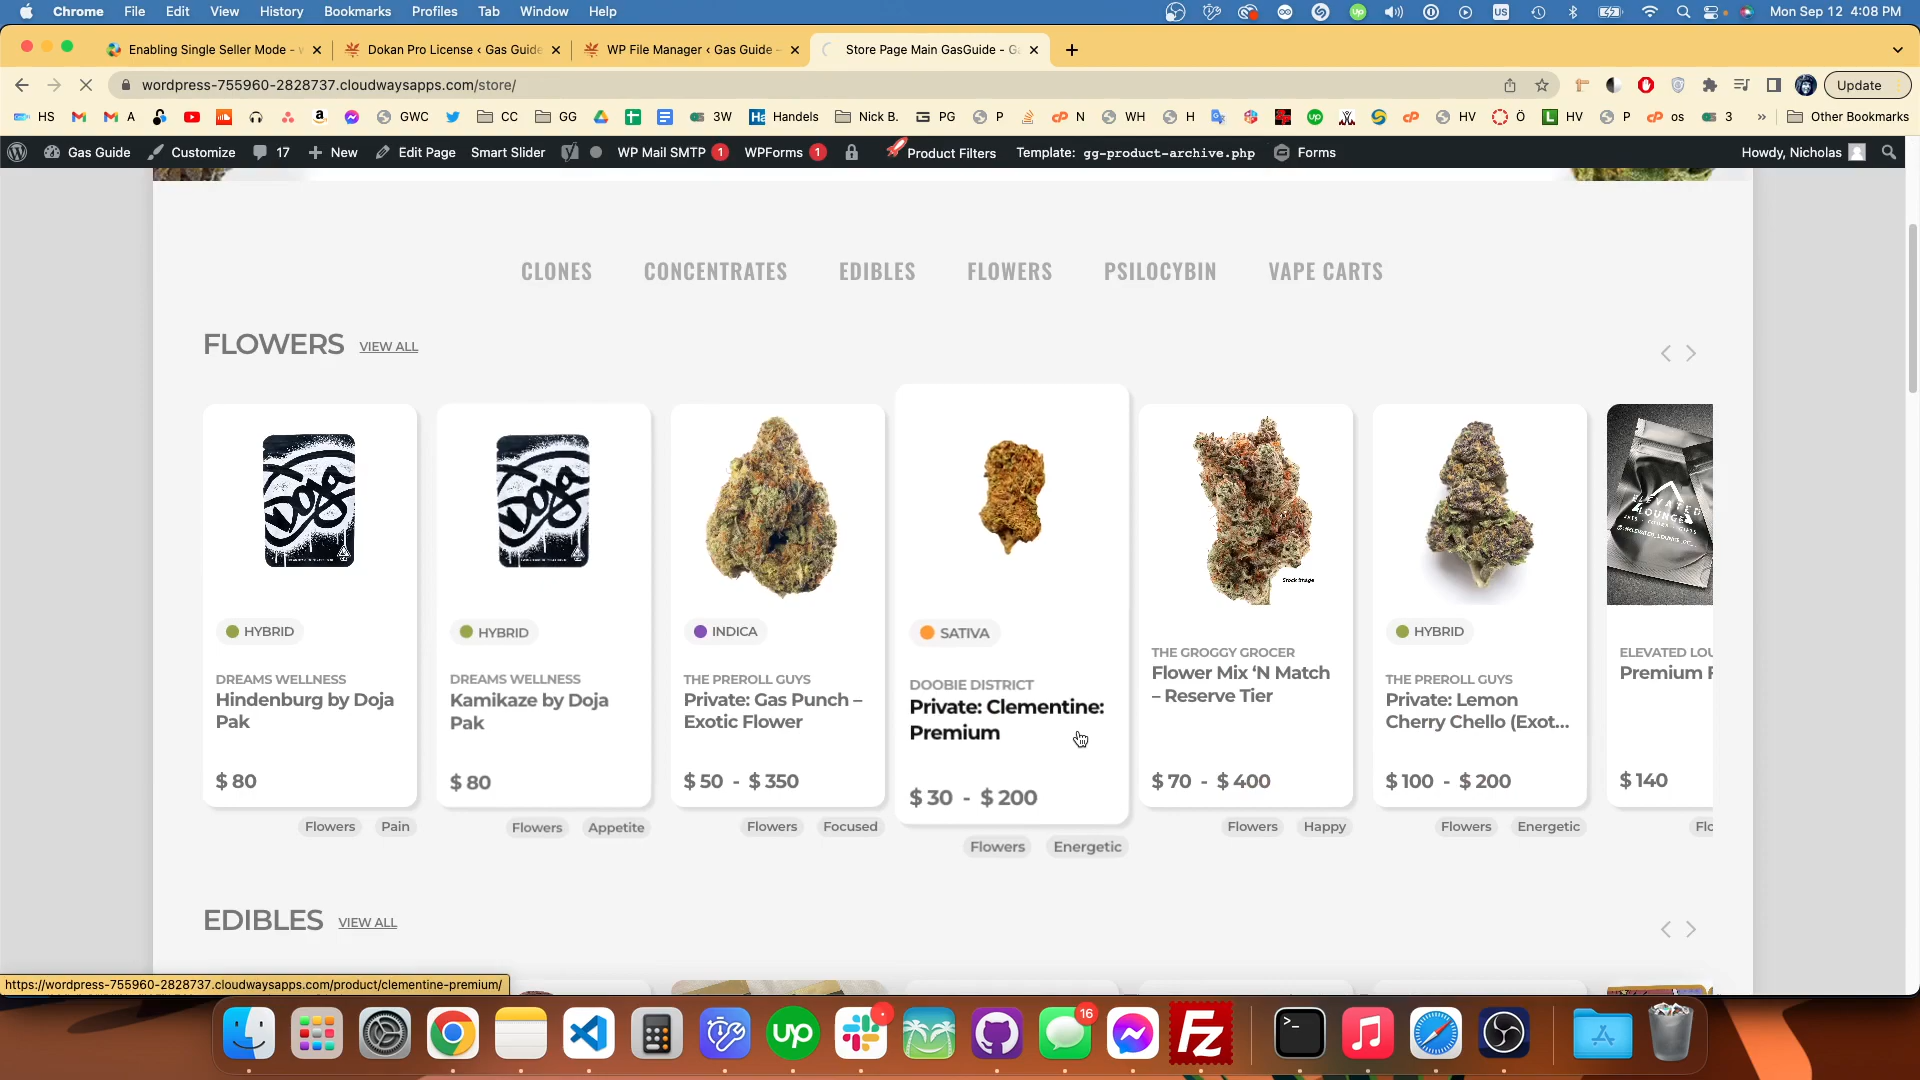 Chrome File Edit View History Bookmarks Profiles Tab Window Help US Mon Sep 12 4:08 PM
Enabling Single Seller Mode - w Dokan Pro License ‹ Gas Guide WP File Manager ‹ Gas Guide - Store Page Main GasGuide - G
wordpress-755960-2828737.cloudwaysapps.com/store/ Update
HS M M A GWC CC GG 3W Handels Nick B. PG P N WH H HV Ö HV P os 3 » Other Bookmarks
Gas Guide Customize 17 New Edit Page Smart Slider WP Mail SMTP 1 WPForms 1 Product Filters Template: gg-product-archive.php Forms Howdy, Nicholas
CLONES CONCENTRATES EDIBLES FLOWERS PSILOCYBIN VAPE CARTS
FLOWERS VIEW ALL
Doja
HYBRID
DREAMS WELLNESS
Hindenburg by Doja
Pak
$ 80
Flowers Pain
Doja
HYBRID
DREAMS WELLNESS
Kamikaze by Doja
Pak
$ 80
Flowers Appetite
INDICA
THE PREROLL GUYS
Private: Gas Punch –
Exotic Flower
$ 50 - $ 350
Flowers Focused
SATIVA
DOOBIE DISTRICT
Private: Clementine:
Premium
$ 30 - $ 200
Flowers Energetic
Stock Image
THE GROGGY GROCER
Flower Mix ‘N Match
– Reserve Tier
$ 70 - $ 400
Flowers Happy
HYBRID
THE PREROLL GUYS
Private: Lemon
Cherry Chello (Exot...
$ 100 - $ 200
Flowers Energetic
ELEVATED
LOUNGE
ELEVATED LOU
Premium F
$ 140
Flo
EDIBLES VIEW ALL
https://wordpress-755960-2828737.cloudwaysapps.com/product/clementine-premium/
up 16 Fz